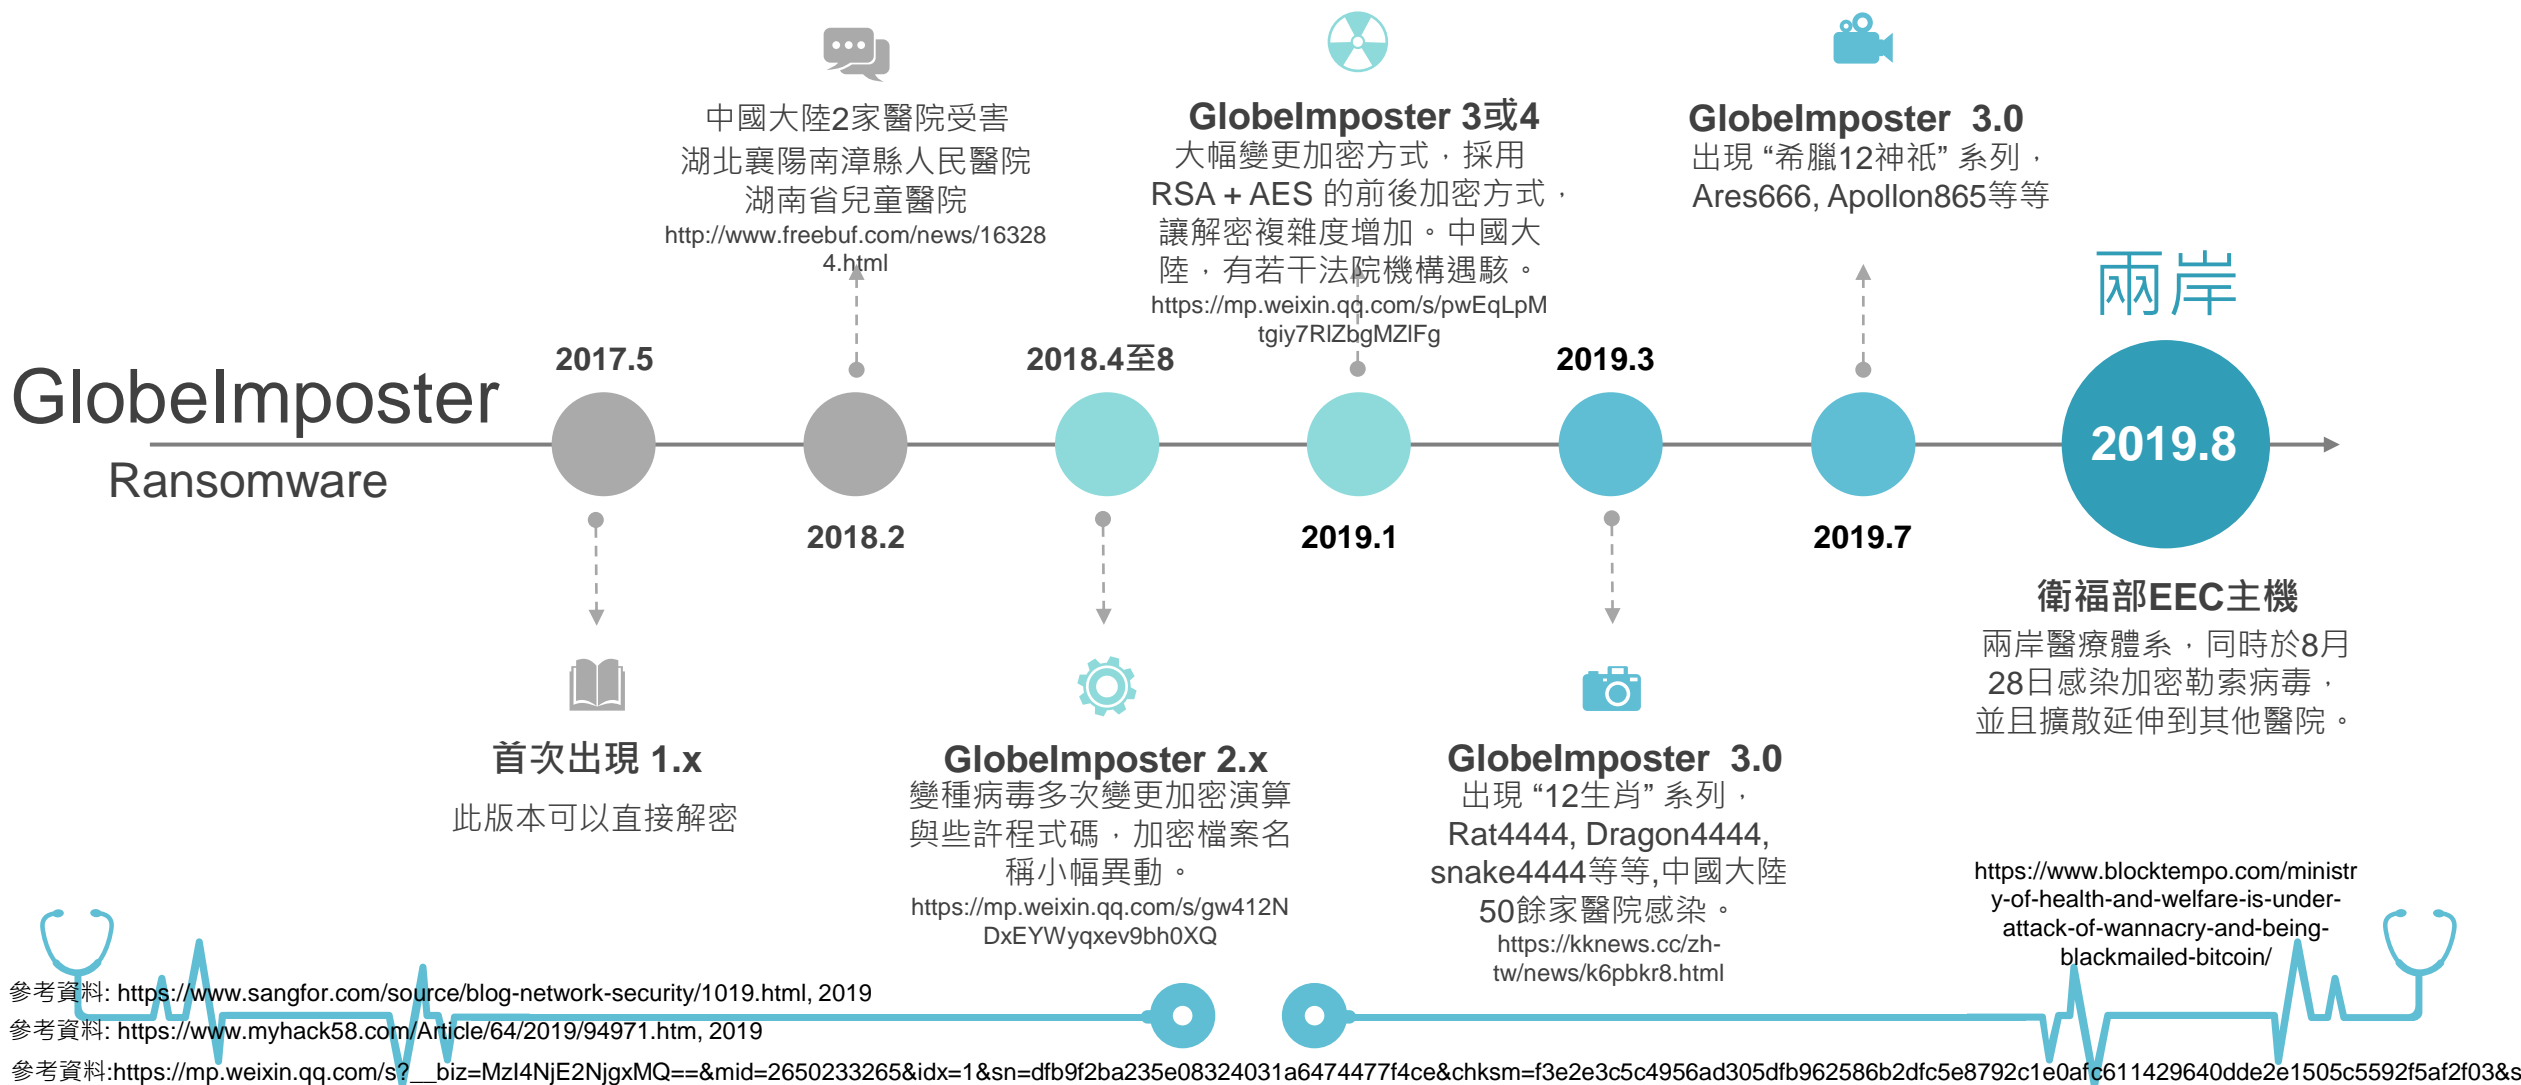 GlobeImposter
Ransomware
2017.5
首次出現 1.x
此版本可以直接解密
中國大陸2家醫院受害
湖北襄陽南漳縣人民醫院
湖南省兒童醫院
http://www.freebuf.com/news/16328
4.html
2018.2
2018.4至8
GlobeImposter 2.x
變種病毒多次變更加密演算
與些許程式碼，加密檔案名
稱小幅異動。
https://mp.weixin.qq.com/s/gw412N
DxEYWyqxev9bh0XQ
GlobeImposter 3或4
大幅變更加密方式，採用
RSA + AES 的前後加密方式，
讓解密複雜度增加。中國大
陸，有若干法院機構遇駭。
https://mp.weixin.qq.com/s/pwEqLpM
tgiy7RlZbgMZlFg
2019.1
2019.3
GlobeImposter 3.0
出現 “12生肖” 系列，
Rat4444, Dragon4444,
snake4444等等,中國大陸
50餘家醫院感染。
https://kknews.cc/zh-
tw/news/k6pbkr8.html
GlobeImposter 3.0
出現 “希臘12神祇” 系列，
Ares666, Apollon865等等
2019.7
兩岸
2019.8
衛福部EEC主機
兩岸醫療體系，同時於8月
28日感染加密勒索病毒，
並且擴散延伸到其他醫院。
https://www.blocktempo.com/ministr
y-of-health-and-welfare-is-under-
attack-of-wannacry-and-being-
blackmailed-bitcoin/
參考資料: https://www.sangfor.com/source/blog-network-security/1019.html, 2019
參考資料: https://www.myhack58.com/Article/64/2019/94971.htm, 2019
參考資料:https://mp.weixin.qq.com/s?__biz=MzI4NjE2NjgxMQ==&mid=2650233265&idx=1&sn=dfb9f2ba235e08324031a6474477f4ce&chksm=f3e2e3c5c4956ad305dfb962586b2dfc5e8792c1e0afc611429640dde2e1505c5592f5af2f03&s